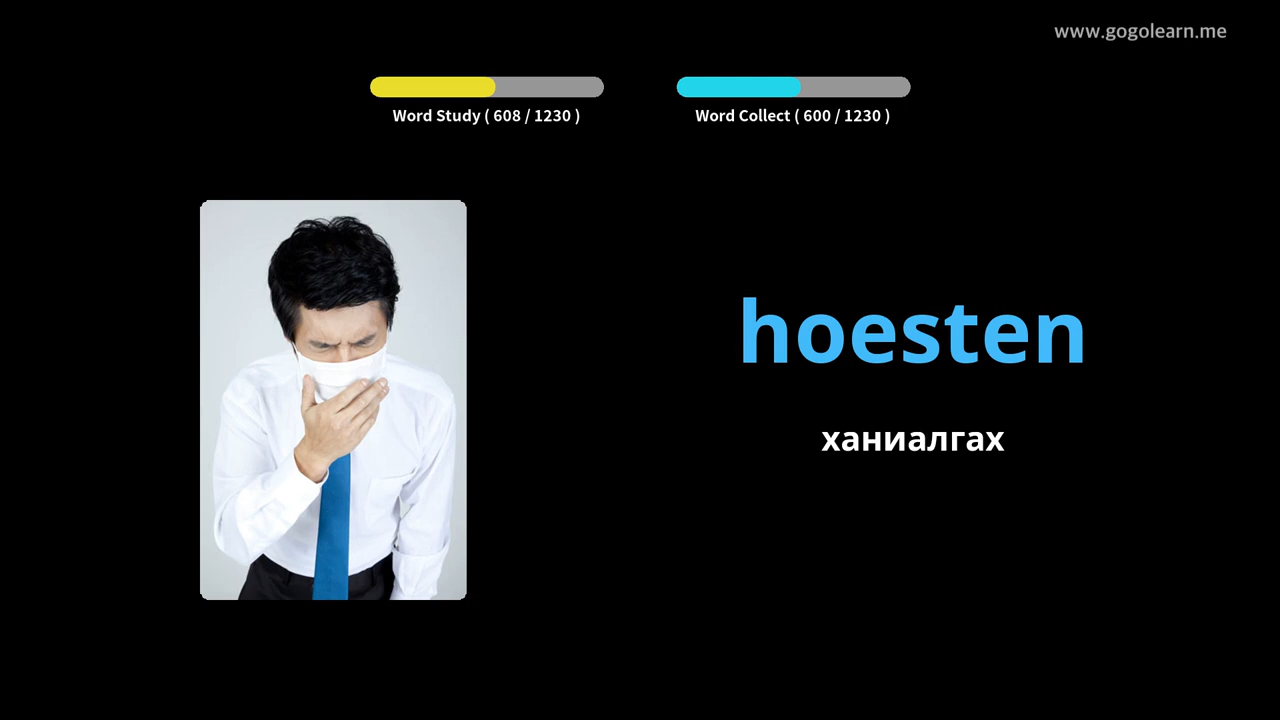 www.gogolearn.me
Word Study ( 608 / 1230 )
Word Collect ( 600 / 1230 )
hoesten
ханиалгах